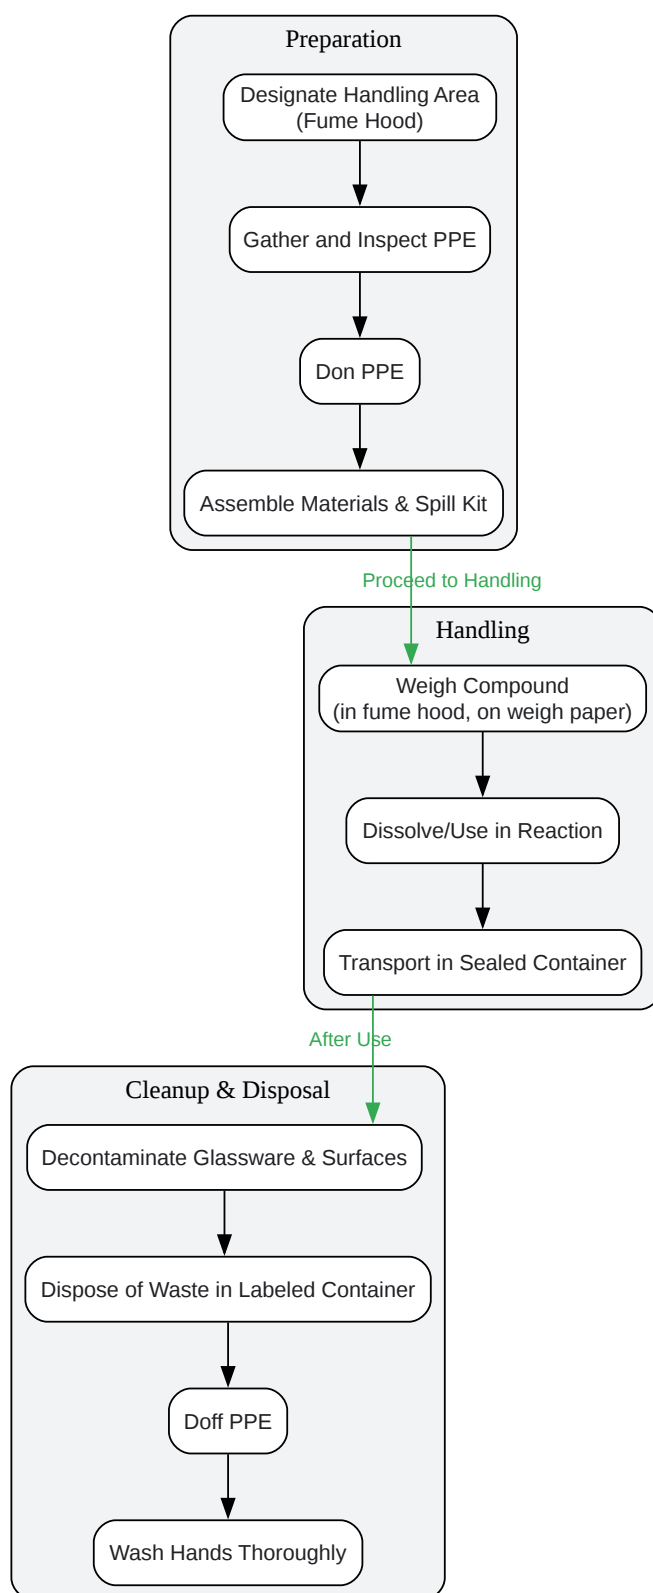 Preparation
Designate Handling Area
(Fume Hood)
Gather and Inspect PPE
Don PPE
Assemble Materials & Spill Kit
Proceed to Handling
Handling
Weigh Compound
(in fume hood, on weigh paper)
Dissolve/Use in Reaction
Transport in Sealed Container
After Use
Cleanup & Disposal
Decontaminate Glassware & Surfaces
Dispose of Waste in Labeled Container
Doff PPE
Wash Hands Thoroughly